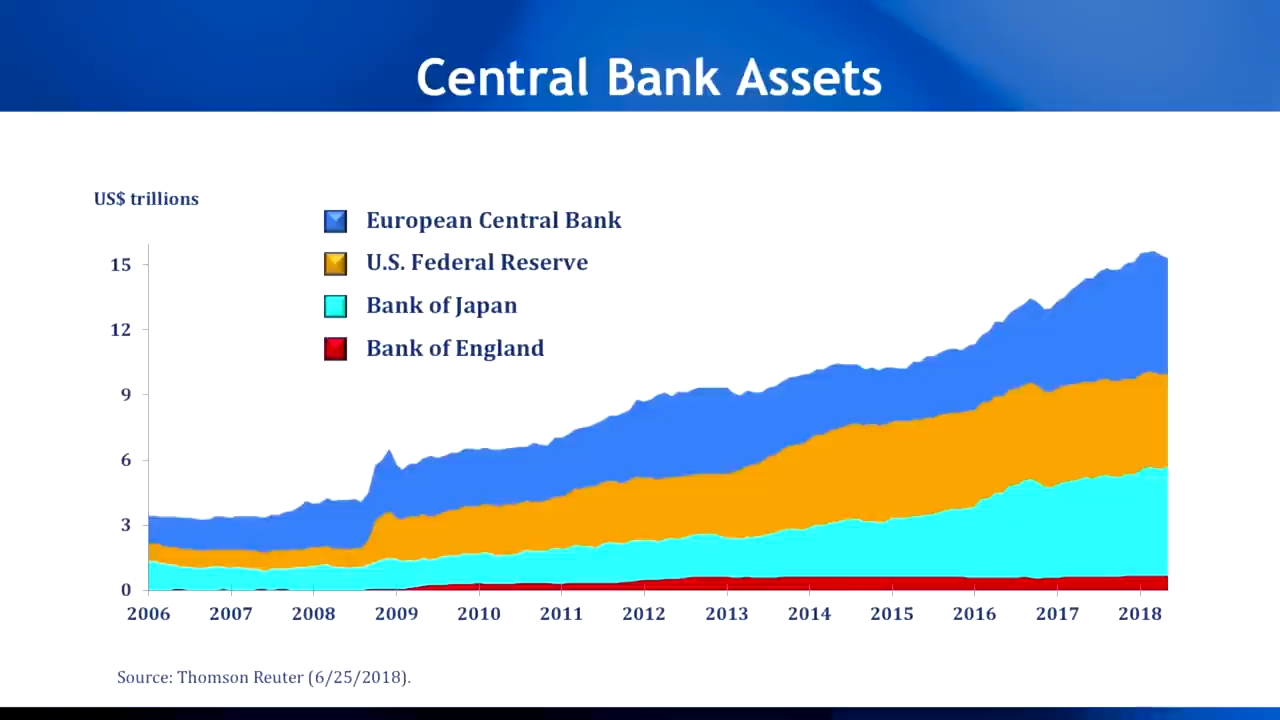 Central Bank Assets
US$ trillions
European Central Bank
U.S. Federal Reserve
Bank of Japan
Bank of England
15
12
9
6
3
0
2006 2007 2008 2009 2010 2011 2012 2013 2014 2015 2016 2017 2018
Source: Thomson Reuter (6/25/2018).